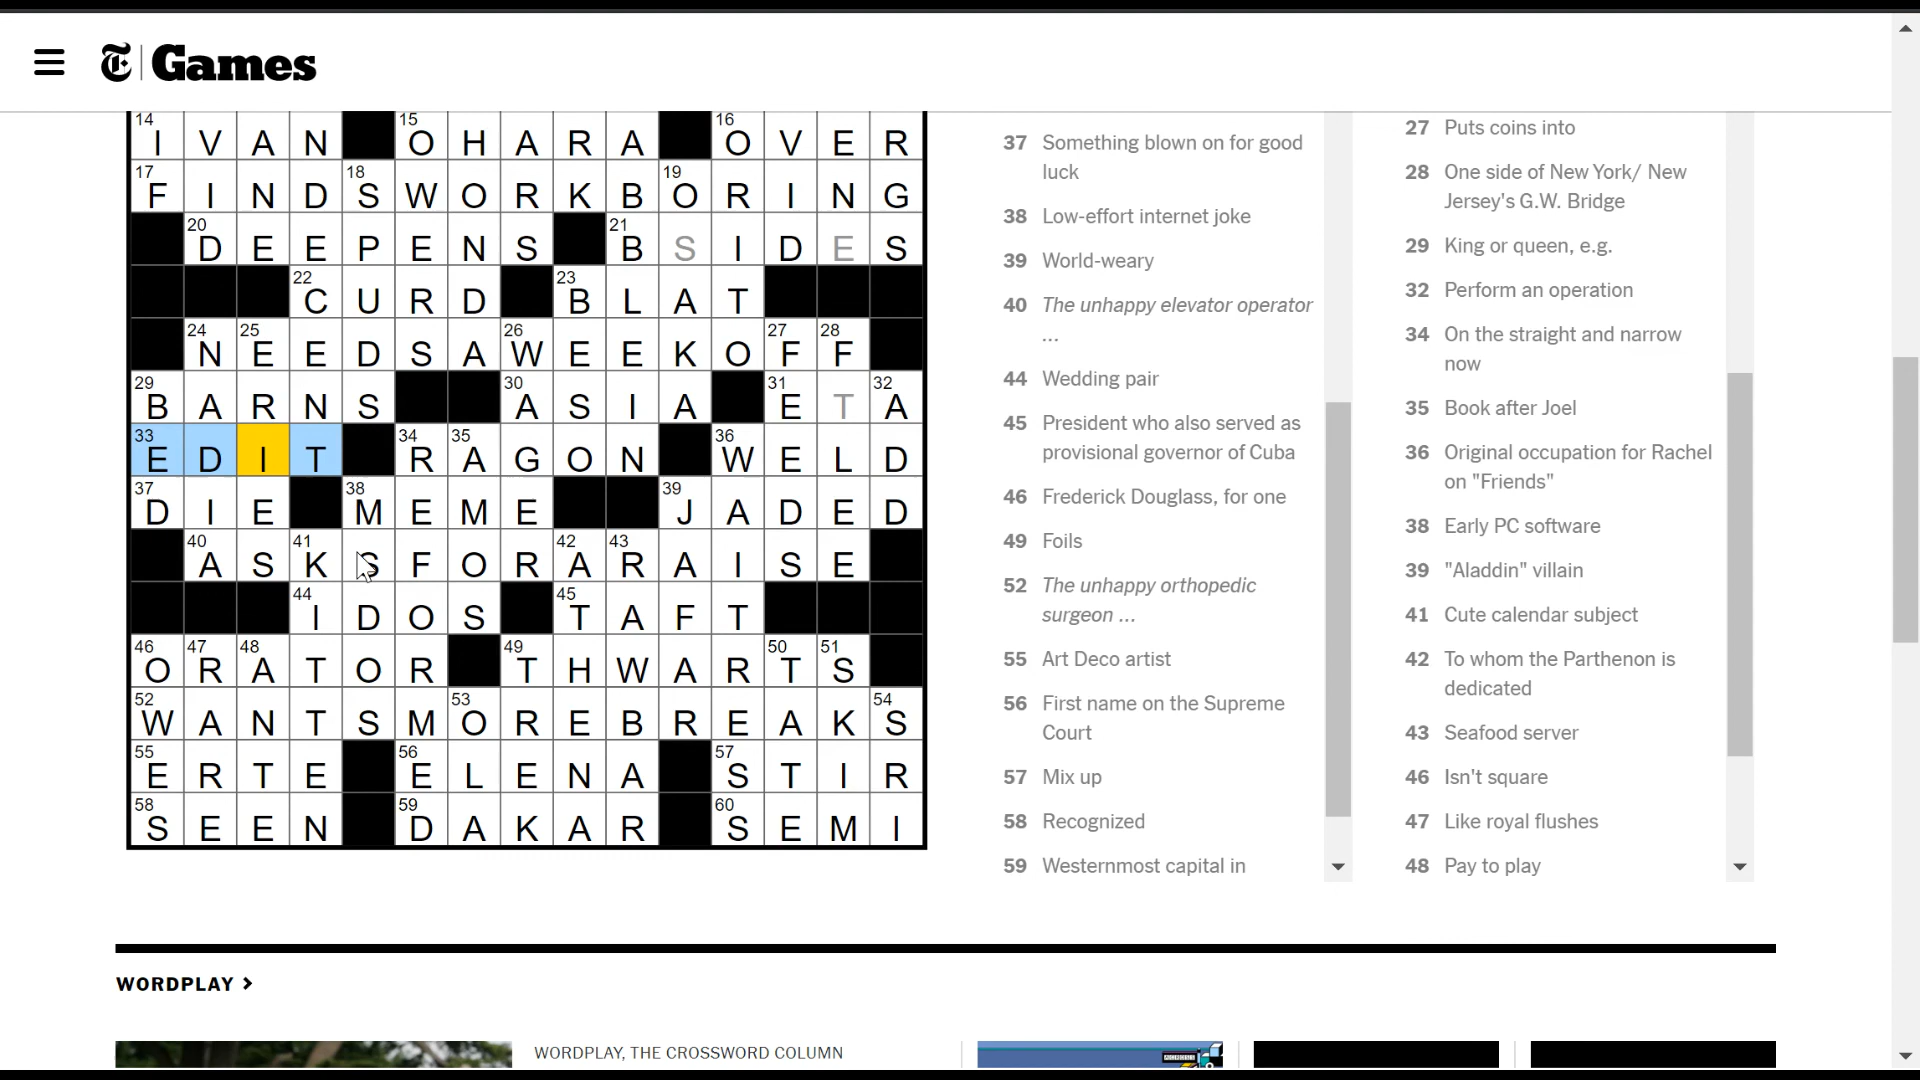 T Games
14 I V A N 15 O H A R A 16 O V E R
17 F I N D 18 S W O R K B 19 O R I N G
20 D E E P E N S 21 B S I D E S
22 C U R D 23 B L A T
24 N 25 E E D S A 26 W E E K O 27 F 28 F
29 B A R N S 30 A S I A 31 E T 32 A
33 E D I T 34 R 35 A G O N 36 W E L D
37 D I E 38 M E M E 39 J A D E D
40 A S 41 K S F O R 42 A 43 R A I S E
44 I D O S 45 T A F T
46 O 47 R 48 A T O R 49 T H W A R 50 T 51 S
52 W A N T S M 53 O R E B R E A K 54 S
55 E R T E 56 E L E N A 57 S T I R
58 S E E N 59 D A K A R 60 S E M I
37 Something blown on for good
luck
38 Low-effort internet joke
39 World-weary
40 The unhappy elevator operator
...
44 Wedding pair
45 President who also served as
provisional governor of Cuba
46 Frederick Douglass, for one
49 Foils
52 The unhappy orthopedic
surgeon ...
55 Art Deco artist
56 First name on the Supreme
Court
57 Mix up
58 Recognized
59 Westernmost capital in
27 Puts coins into
28 One side of New York/ New
Jersey's G.W. Bridge
29 King or queen, e.g.
32 Perform an operation
34 On the straight and narrow
now
35 Book after Joel
36 Original occupation for Rachel
on "Friends"
38 Early PC software
39 "Aladdin" villain
41 Cute calendar subject
42 To whom the Parthenon is
dedicated
43 Seafood server
46 Isn't square
47 Like royal flushes
48 Pay to play
WORDPLAY >
WORDPLAY, THE CROSSWORD COLUMN